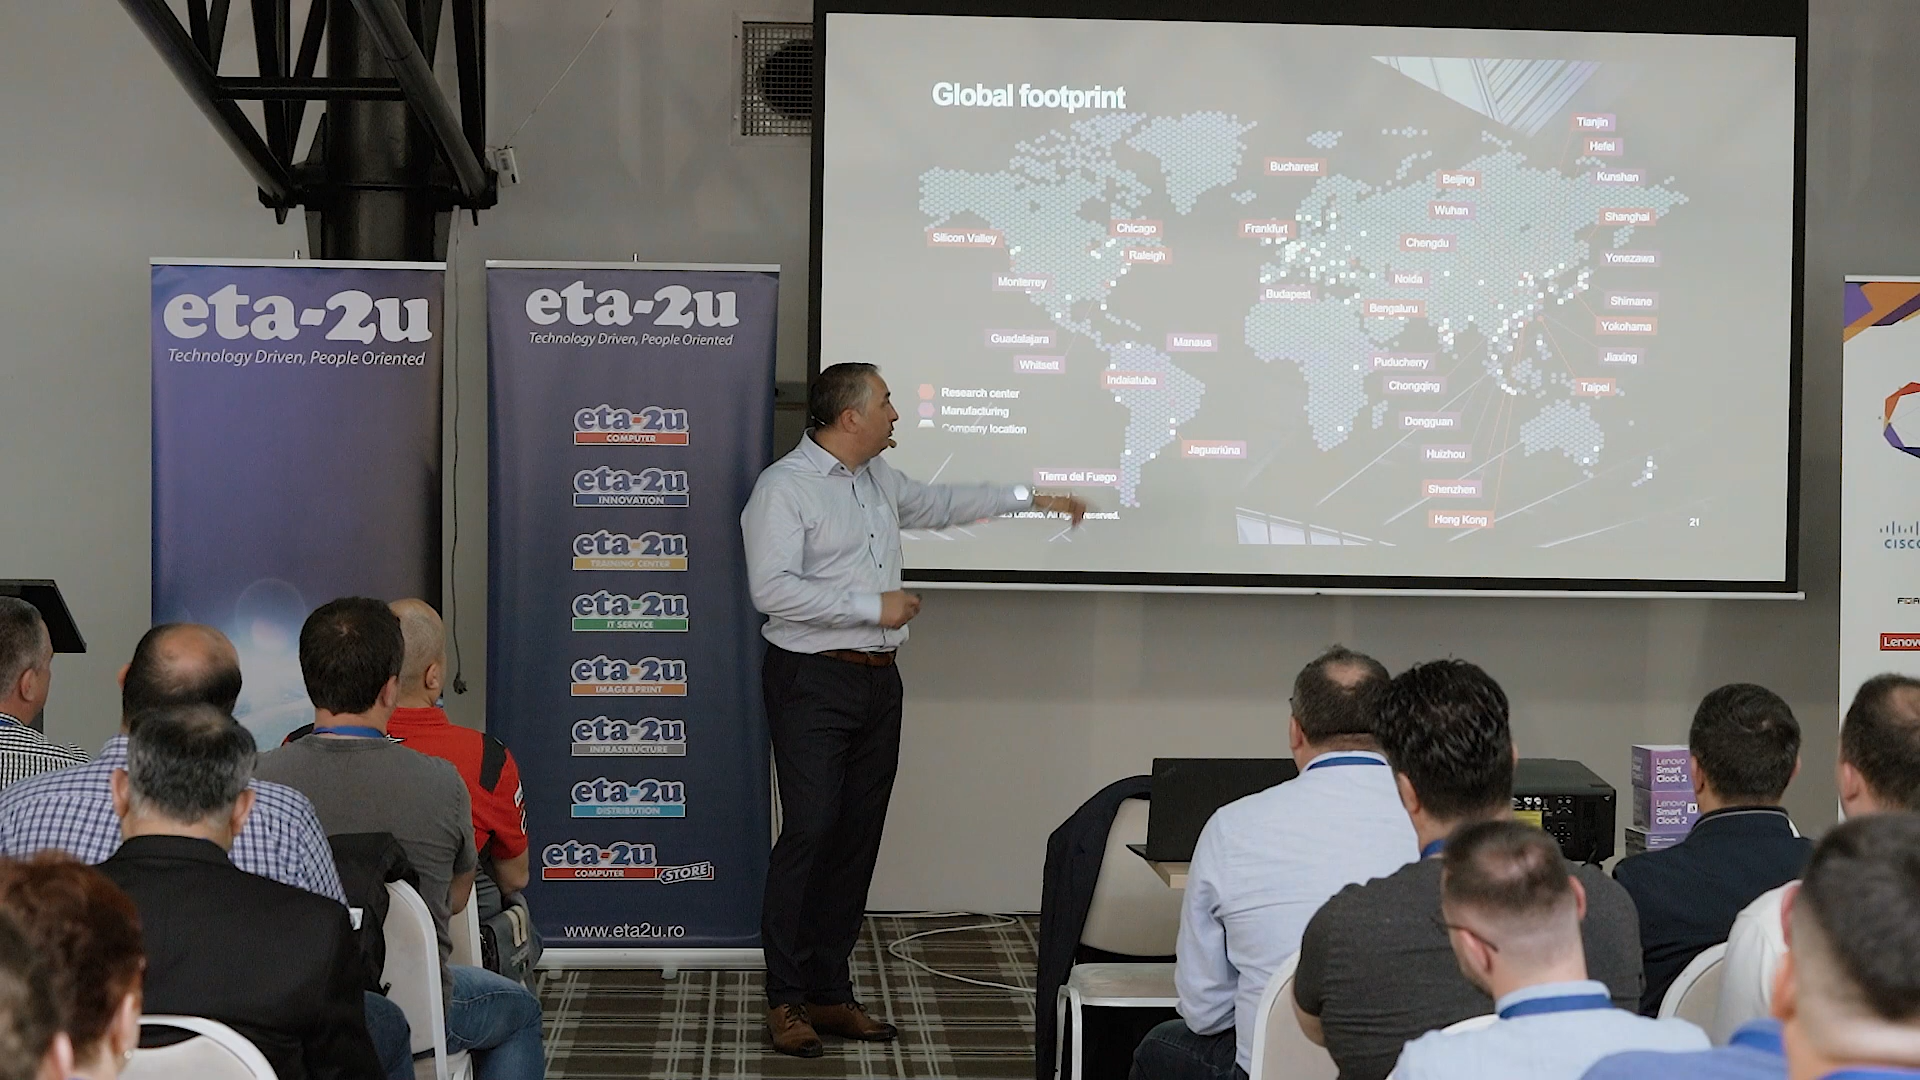 eta-2u
Technology Driven, People Oriented
eta-2u
Technology Driven, People Oriented
eta-2u
COMPUTER
eta-2u
INNOVATION
eta-2u
TRAINING CENTER
eta-2u
IT SERVICE
eta-2u
IMAGE&PRINT
eta-2u
INFRASTRUCTURE
eta-2u
DISTRIBUTION
eta-2u
COMPUTER STORE
www.eta2u.ro
Global footprint
Tianjin
Hefei
Bucharest
Beijing
Kunshan
Wuhan
Shanghai
Silicon Valley
Chicago
Frankfurt
Chengdu
Raleigh
Yonezawa
Monterrey
Noida
Budapest
Shimane
Bengaluru
Yokohama
Guadalajara
Manaus
Jiaxing
Whitsett
Puducherry
Indaiatuba
Chongqing
Taipei
Research center
Manufacturing
Company location
Dongguan
Jaguariúna
Huizhou
Tierra del Fuego
Shenzhen
Hong Kong
Lenovo. All reserved.
21
CISCO
Lenovo
Lenovo
Smart
Clock 2
Lenovo
Smart
Clock 2